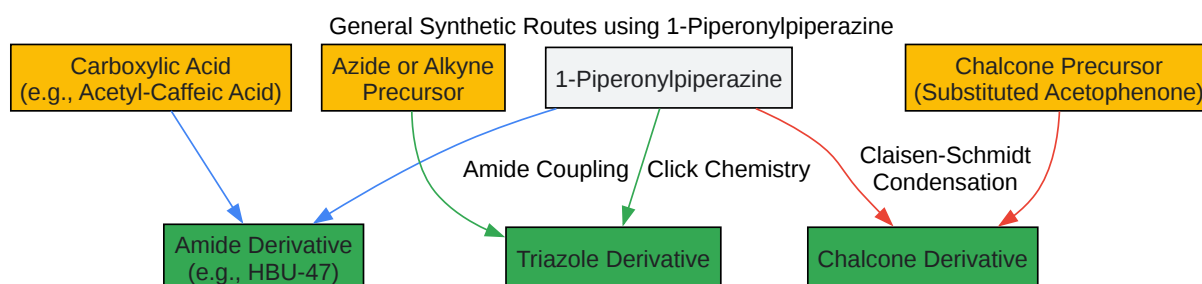 General Synthetic Routes using 1-Piperonylpiperazine
Carboxylic Acid
(e.g., Acetyl-Caffeic Acid)
Azide or Alkyne
Precursor
1-Piperonylpiperazine
Chalcone Precursor
(Substituted Acetophenone)
Amide Coupling
Click Chemistry
Claisen-Schmidt
Condensation
Amide Derivative
(e.g., HBU-47)
Triazole Derivative
Chalcone Derivative